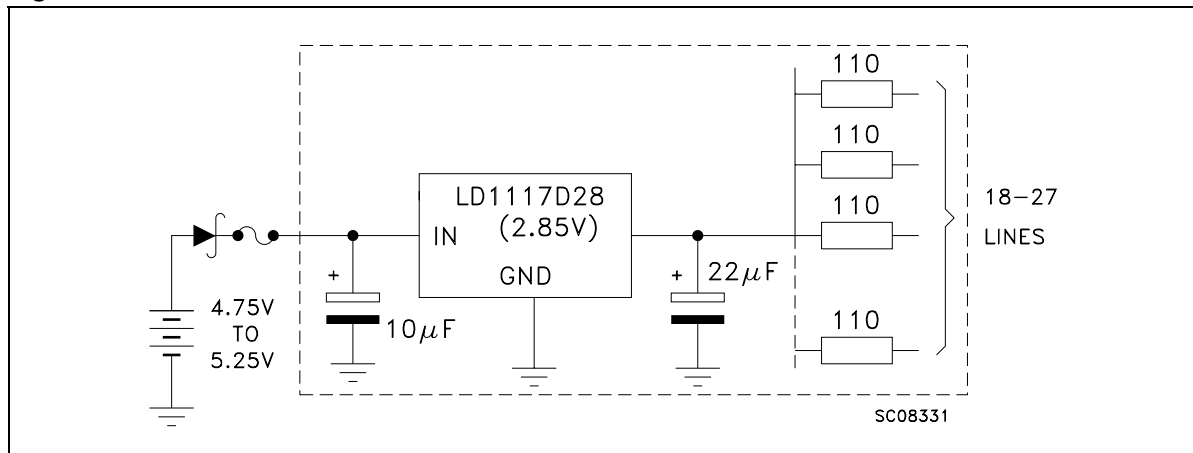 110
110
110
110
18-27
LINES
LD1117D28
(2.85V)
IN
GND
+
10µF
+
22µF
4.75V
TO
5.25V
SC08331